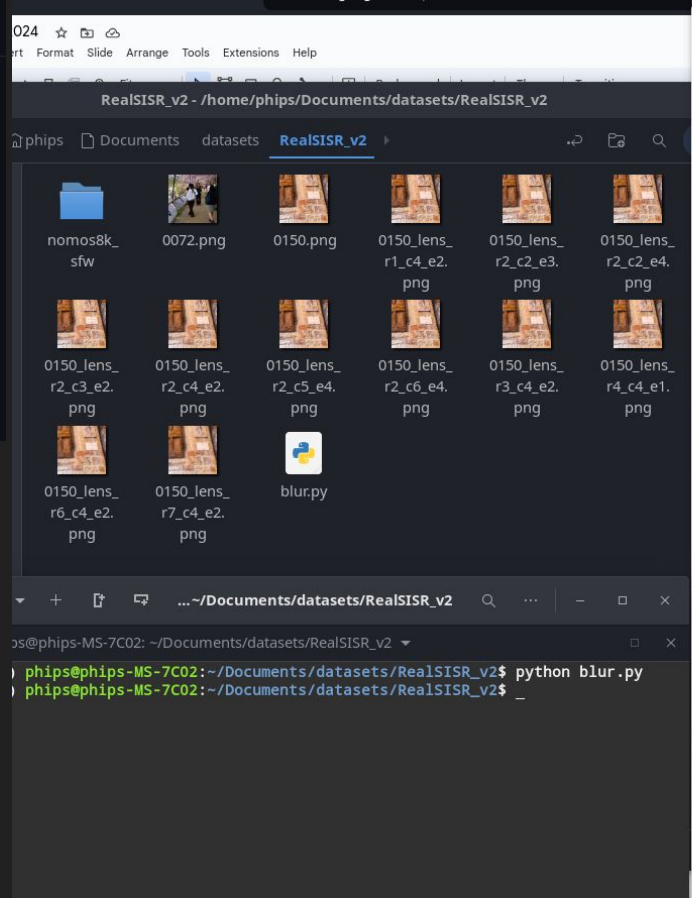 024
ert Format Slide Arrange Tools Extensions Help
RealSISR_v2 - /home/phips/Documents/datasets/RealSISR_v2
phips Documents datasets RealSISR_v2
nomos8k_ 0072.png 0150.png 0150_lens_ 0150_lens_ 0150_lens_
sfw r1_c4_e2. r2_c2_e3. r2_c2_e4.
png png png
0150_lens_ 0150_lens_ 0150_lens_ 0150_lens_ 0150_lens_ 0150_lens_
r2_c3_e2. r2_c4_e2. r2_c5_e4. r2_c6_e4. r3_c4_e2. r4_c4_e1.
png png png png png png
0150_lens_ 0150_lens_ blur.py
r6_c4_e2. r7_c4_e2.
png png
...~/Documents/datasets/RealSISR_v2
ps@phips-MS-7C02: ~/Documents/datasets/RealSISR_v2
) phips@phips-MS-7C02:~/Documents/datasets/RealSISR_v2$ python blur.py
) phips@phips-MS-7C02:~/Documents/datasets/RealSISR_v2$ _